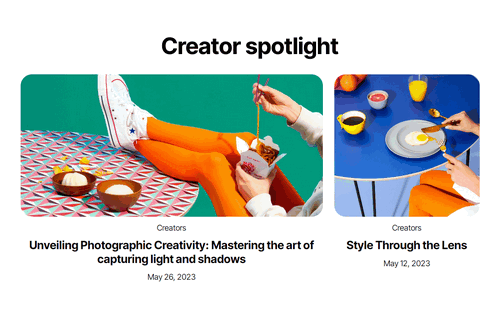 Creator spotlight
Creators
Unveiling Photographic Creativity: Mastering the art of
capturing light and shadows
May 26, 2023
Creators
Style Through the Lens
May 12, 2023